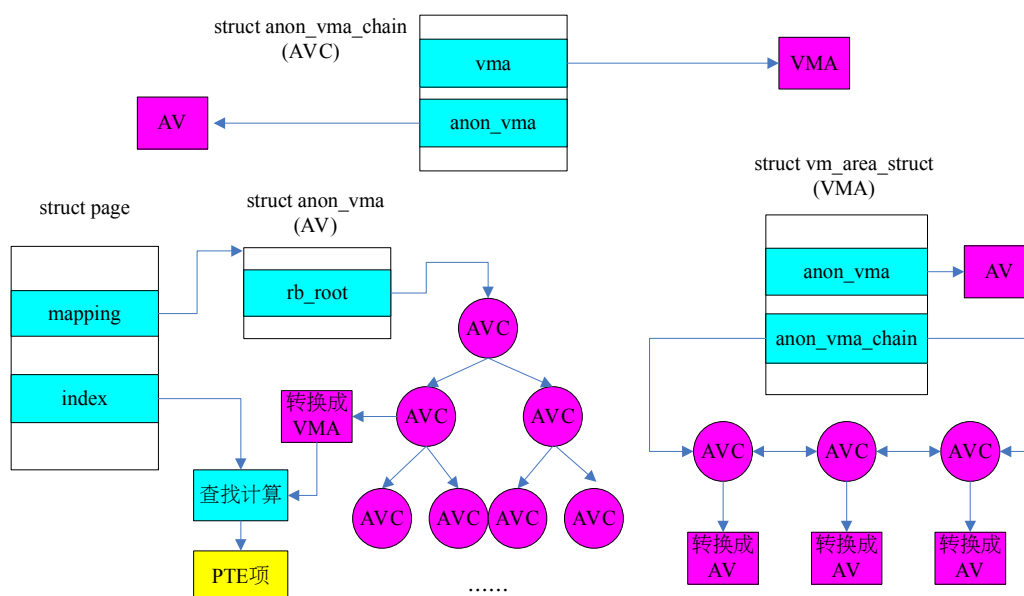 struct anon_vma_chain
(AVC)
vma
VMA
AV
anon_vma
struct vm_area_struct
(VMA)
struct page
struct anon_vma
(AV)
anon_vma
AV
rb_root
mapping
AVC
anon_vma_chain
index
转换成
VMA
AVC
AVC
AVC
AVC
AVC
查找计算
AVC
AVC
AVC
AVC
转换成
AV
转换成
AV
转换成
AV
PTE项
......